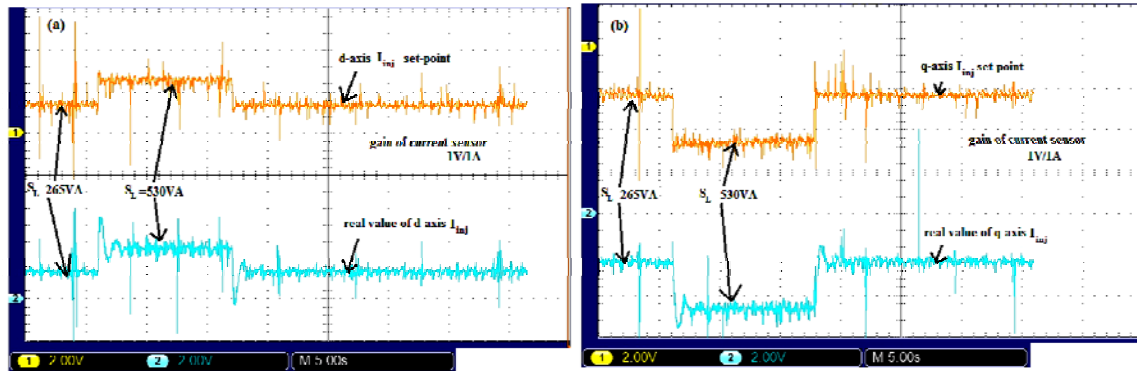 (a)
d-axis Iinj set-point
1
gain of current sensor
1V/1A
SL 265VA
SL =530VA
real value of d axis Iinj
2
1 2.00V 2 2.00V M 5.00s
(b)
1
q-axis Iinj set point
gain of current sensor
1V/1A
SL 265VA
SL 530VA
2
real value of q axis Iinj
1 2.00V 2 2.00V M 5.00s